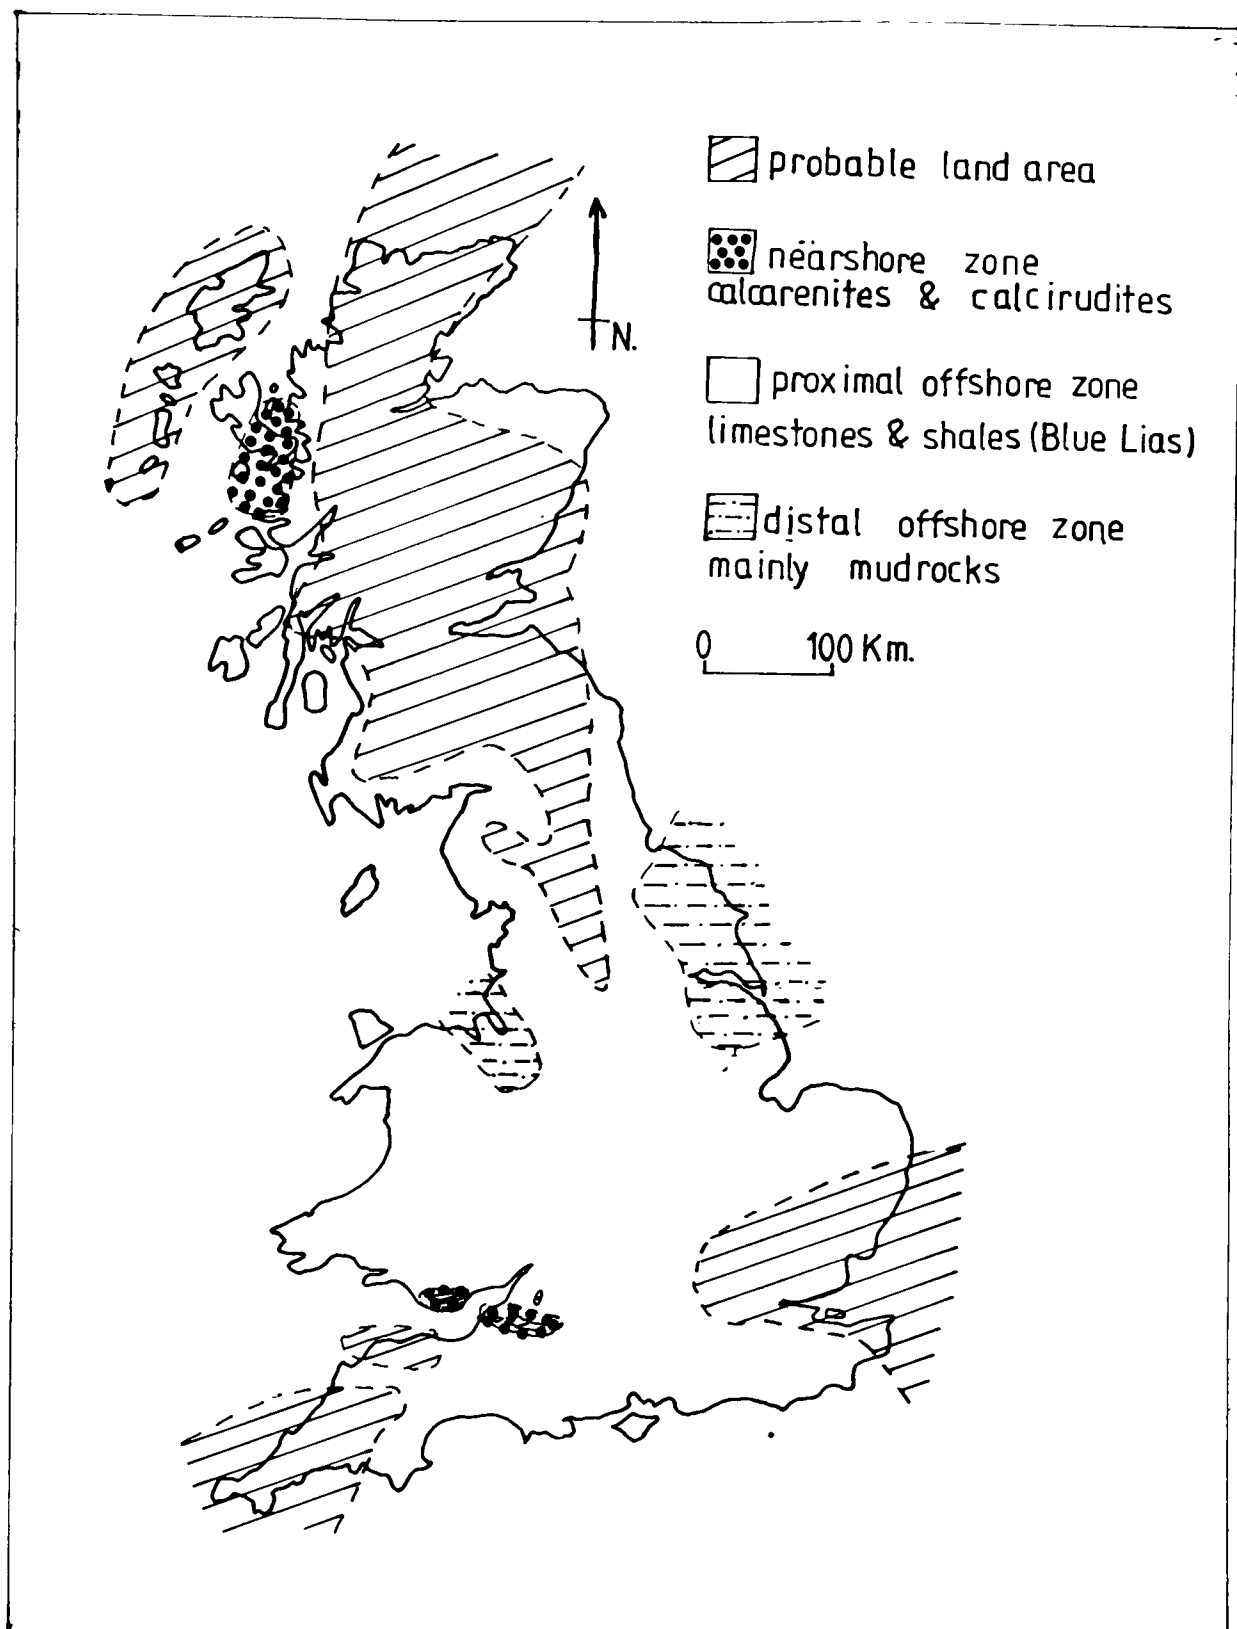 probable land area
nearshore zone
calcarenites & calcirudites
N.
proximal offshore zone
limestones & shales (Blue Lias)
distal offshore zone
mainly mudrocks
0 100 Km.